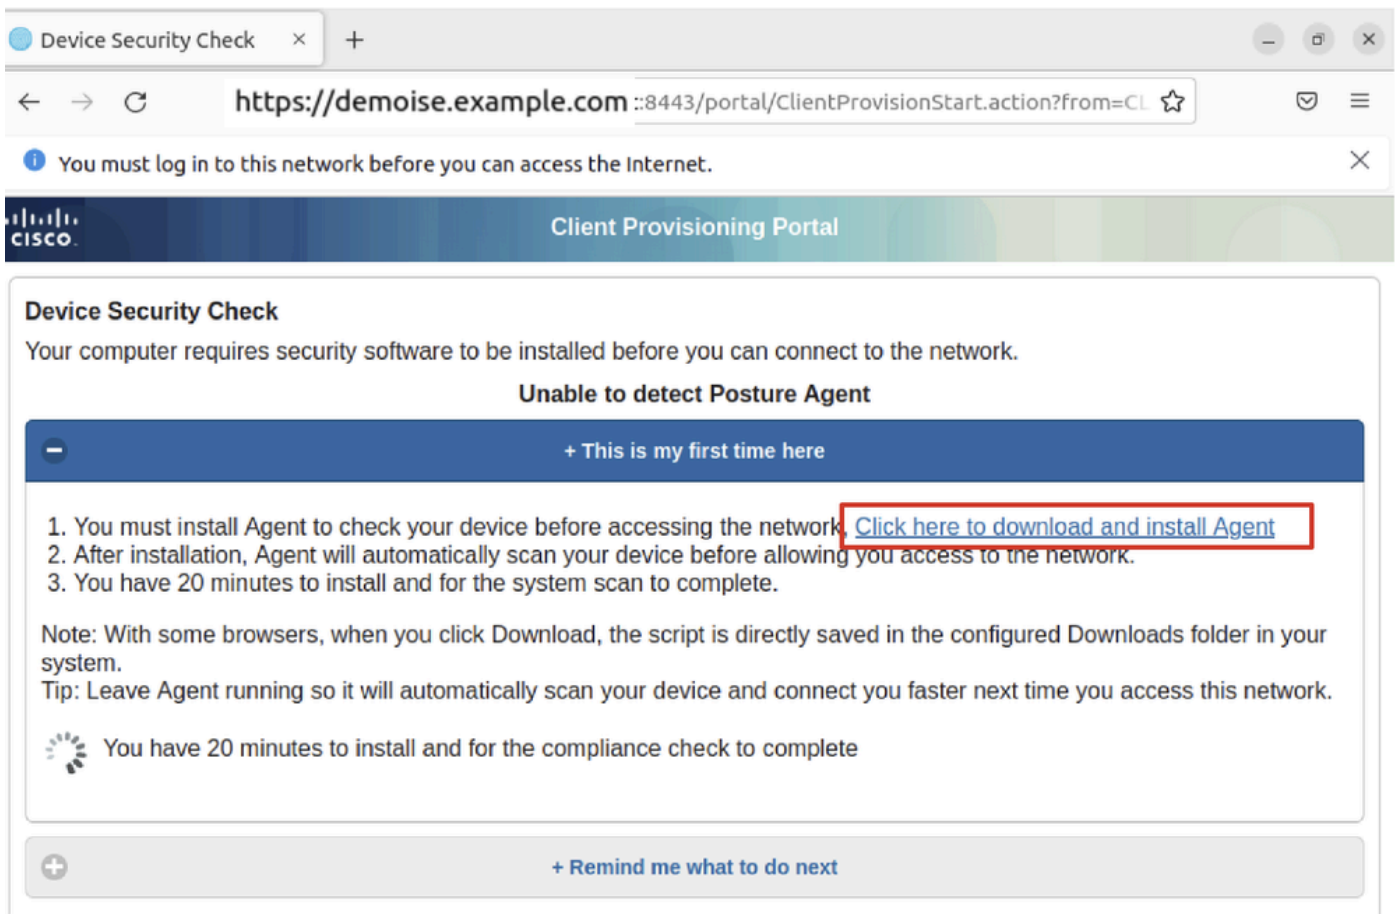 Device Security Check
https://demoise.example.com :8443/portal/ClientProvisionStart.action?from=CL
You must log in to this network before you can access the Internet.
CISCO
Client Provisioning Portal
Device Security Check
Your computer requires security software to be installed before you can connect to the network.
Unable to detect Posture Agent
+ This is my first time here
1. You must install Agent to check your device before accessing the network, Click here to download and install Agent
2. After installation, Agent will automatically scan your device before allowing you access to the network.
3. You have 20 minutes to install and for the system scan to complete.
Note: With some browsers, when you click Download, the script is directly saved in the configured Downloads folder in your
system.
Tip: Leave Agent running so it will automatically scan your device and connect you faster next time you access this network.
You have 20 minutes to install and for the compliance check to complete
+ Remind me what to do next